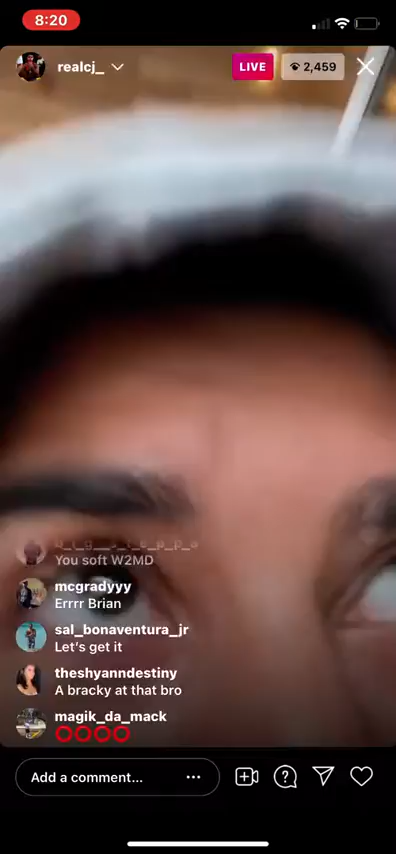 8:20
realcj_
LIVE
2,459
You soft W2MD
mcgradyyy
Errrr Brian
sal_bonaventura_jr
Let's get it
theshyanndestiny
A bracky at that bro
magik_da_mack
⭕⭕⭕⭕
Add a comment...